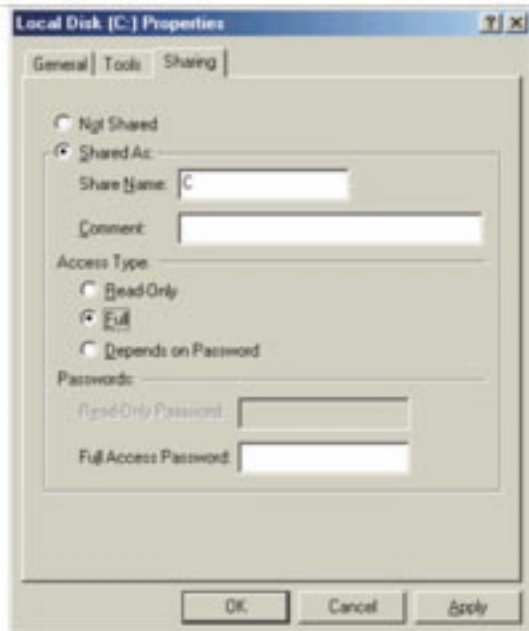 Local Disk (C:) Properties
General Tools Sharing
Not Shared
Shared As:
Share Name: C
Comment:
Access Type:
Read-Only
Full
Depends on Password
Passwords:
Read-Only Password:
Full Access Password:
OK Cancel Apply